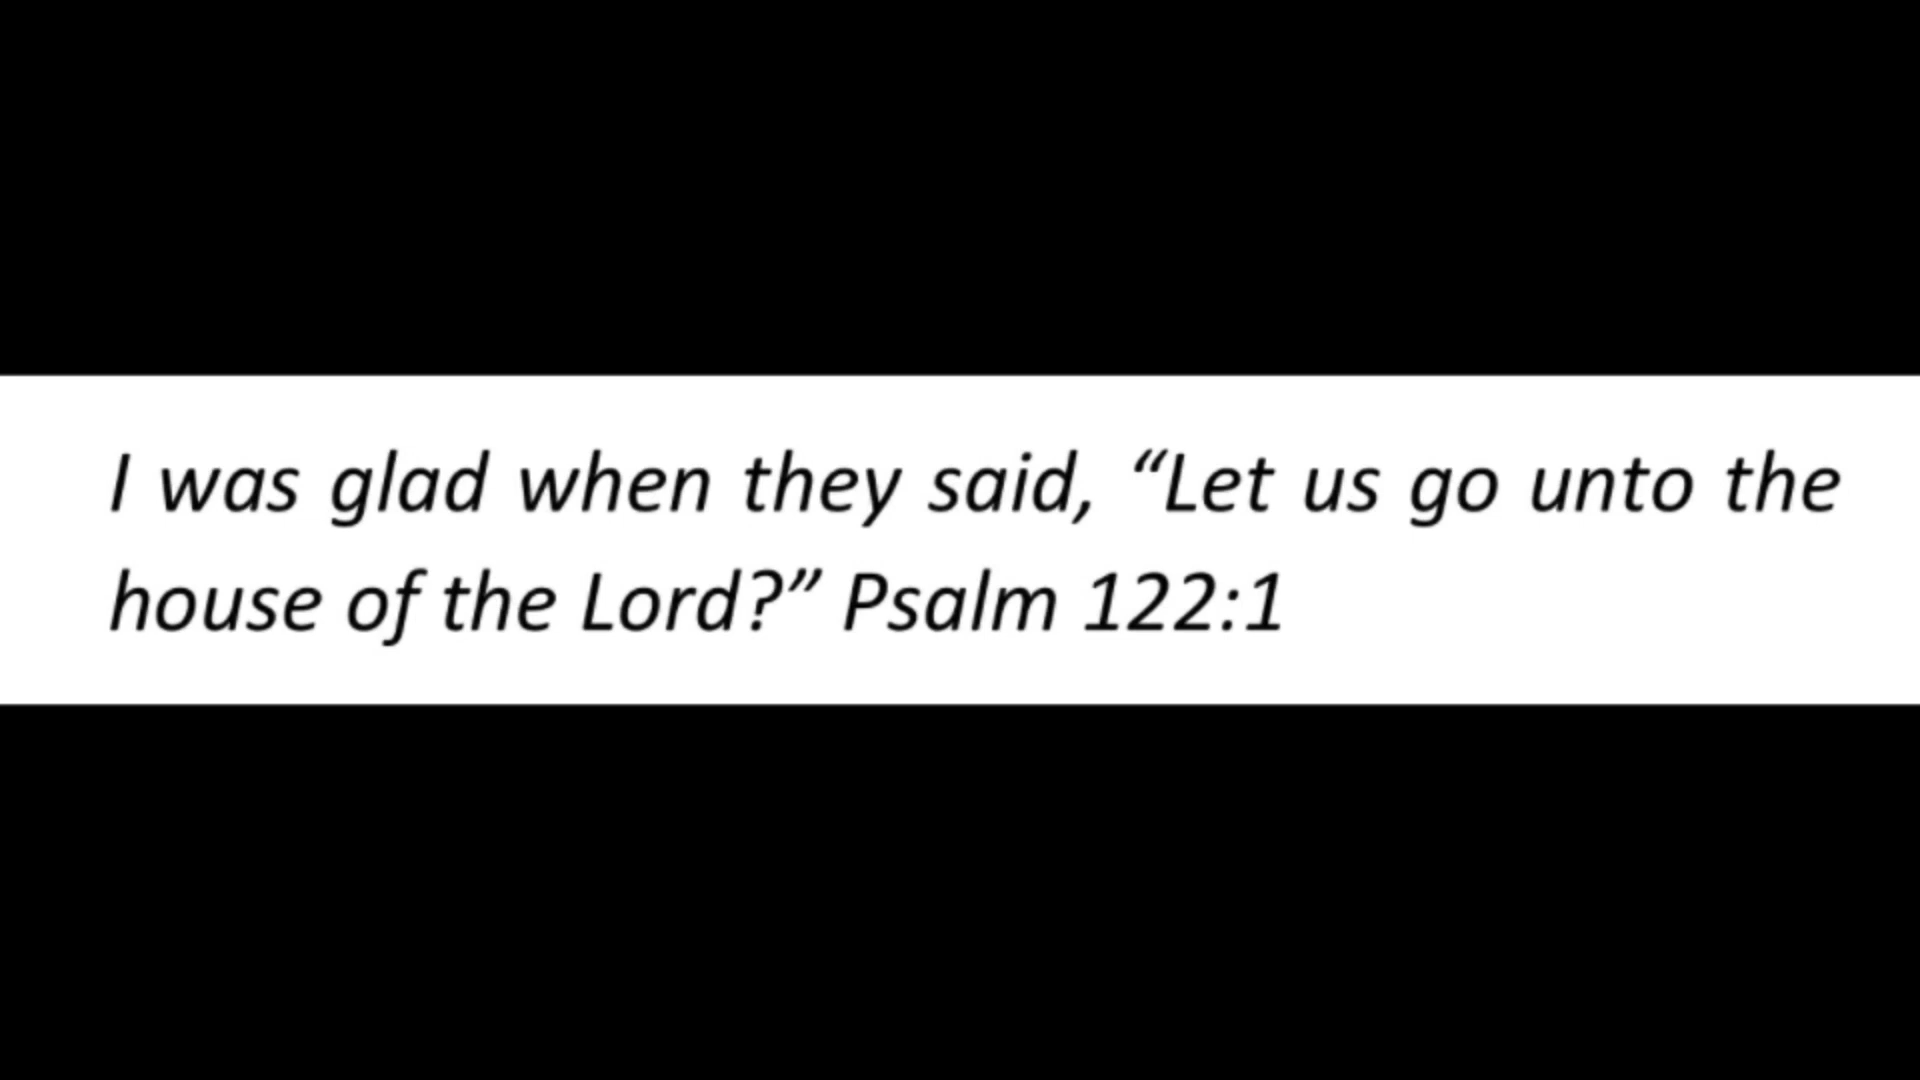 I was glad when they said, “Let us go unto the
house of the Lord?” Psalm 122:1